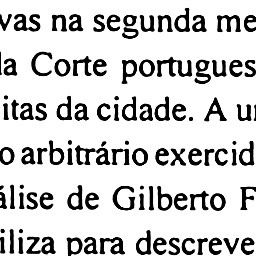 vas na segunda me
la Corte portugues
itas da cidade. A u
o arbitrário exercid
álise de Gilberto F
iliza para descreve